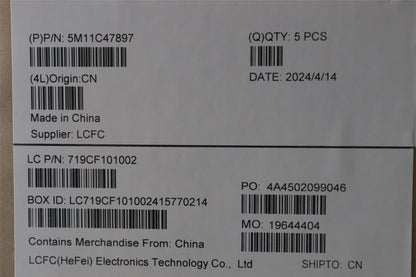 (P)P/N: 5M11C47897
(Q)QTY: 5 PCS
(4L)Origin:CN
DATE: 2024/4/14
Made in China
Supplier: LCFC
LC P/N: 719CF101002
PO: 4A4502099046
BOX ID: LC719CF101002415770214
MO: 19644404
Contains Merchandise From: China
LCFC(HeFei) Electronics Technology Co., Ltd
SHIPTO: CN